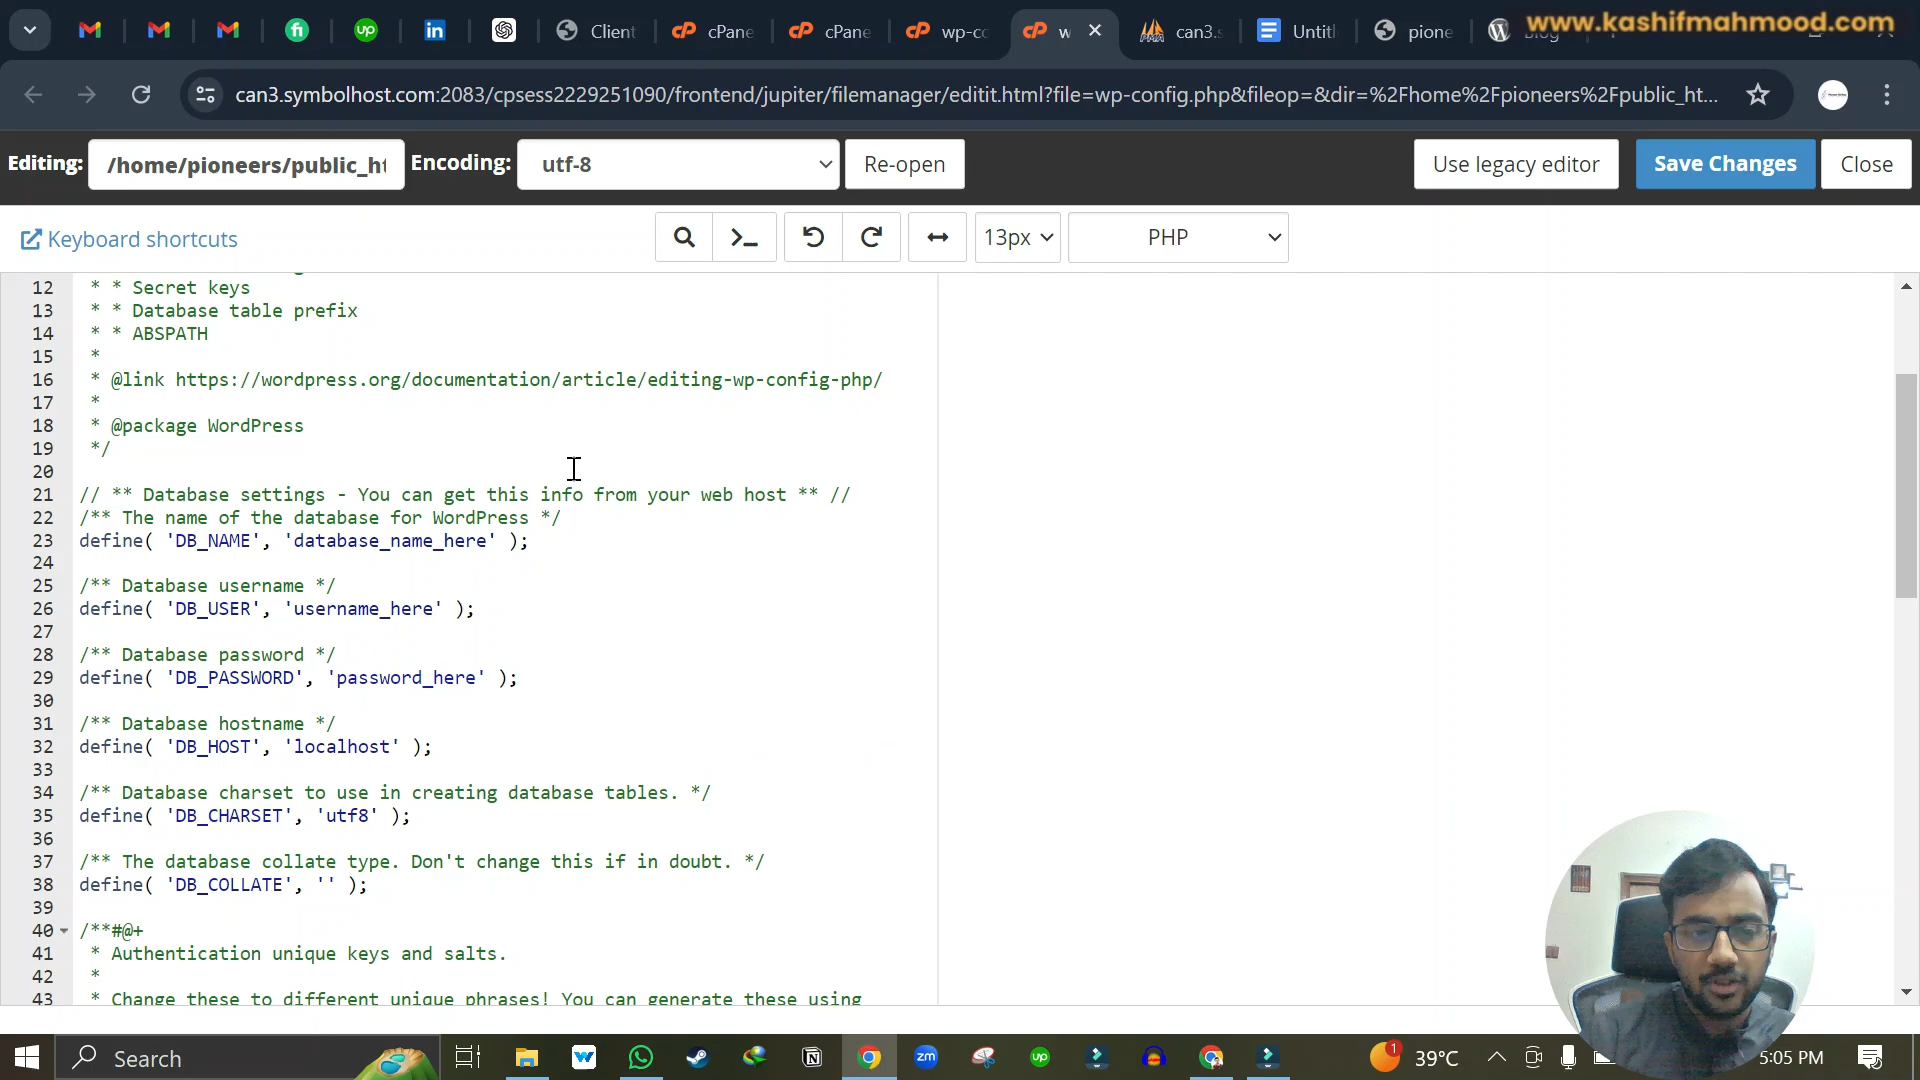 Client
cPane
cPane
wp-co
w
can3.s
Untitl
pione
www.kashifmahmood.com
can3.symbolhost.com:2083/cpsess2229251090/frontend/jupiter/filemanager/editit.html?file=wp-config.php&fileop=&dir=%2Fhome%2Fpioneers%2Fpublic_ht...
Editing: /home/pioneers/public_ht Encoding: utf-8 Re-open Use legacy editor Save Changes Close
Keyboard shortcuts 13px PHP
12 * * Secret keys
13 * * Database table prefix
14 * * ABSPATH
15 *
16 * @link https://wordpress.org/documentation/article/editing-wp-config-php/
17 *
18 * @package WordPress
19 */
20
21 // ** Database settings - You can get this info from your web host ** //
22 /** The name of the database for WordPress */
23 define( 'DB_NAME', 'database_name_here' );
24
25 /** Database username */
26 define( 'DB_USER', 'username_here' );
27
28 /** Database password */
29 define( 'DB_PASSWORD', 'password_here' );
30
31 /** Database hostname */
32 define( 'DB_HOST', 'localhost' );
33
34 /** Database charset to use in creating database tables. */
35 define( 'DB_CHARSET', 'utf8' );
36
37 /** The database collate type. Don't change this if in doubt. */
38 define( 'DB_COLLATE', '' );
39
40 /**#@+
41 * Authentication unique keys and salts.
42 *
43 * Change these to different unique phrases! You can generate these using
Search 39°C 5:05 PM